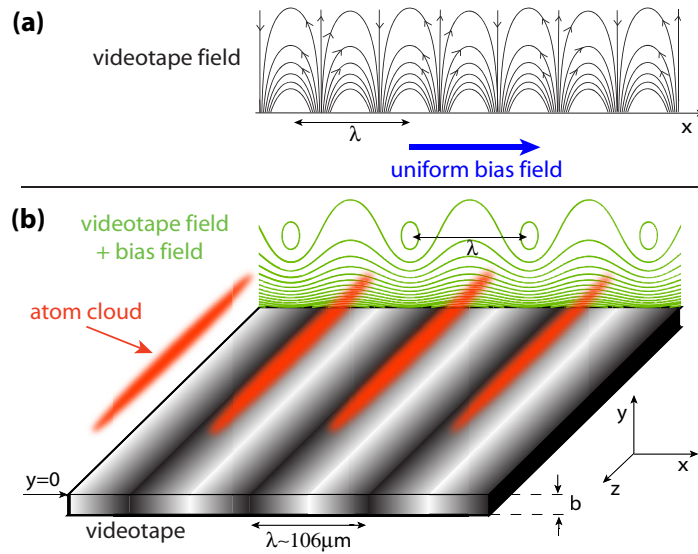 (a)
videotape field
λ
x
uniform bias field
(b)
videotape field
+ bias field
λ
atom cloud
y
x
z
y=0
b
videotape
λ~106μm